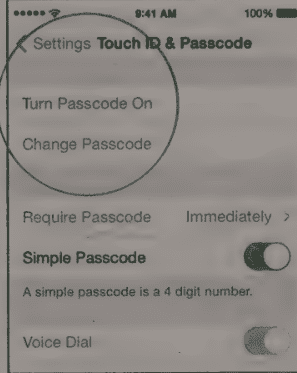 9:41 AM 100%
Settings Touch ID & Passcode
Turn Passcode On
Change Passcode
Require Passcode Immediately >
Simple Passcode
A simple passcode is a 4 digit number.
Voice Dial